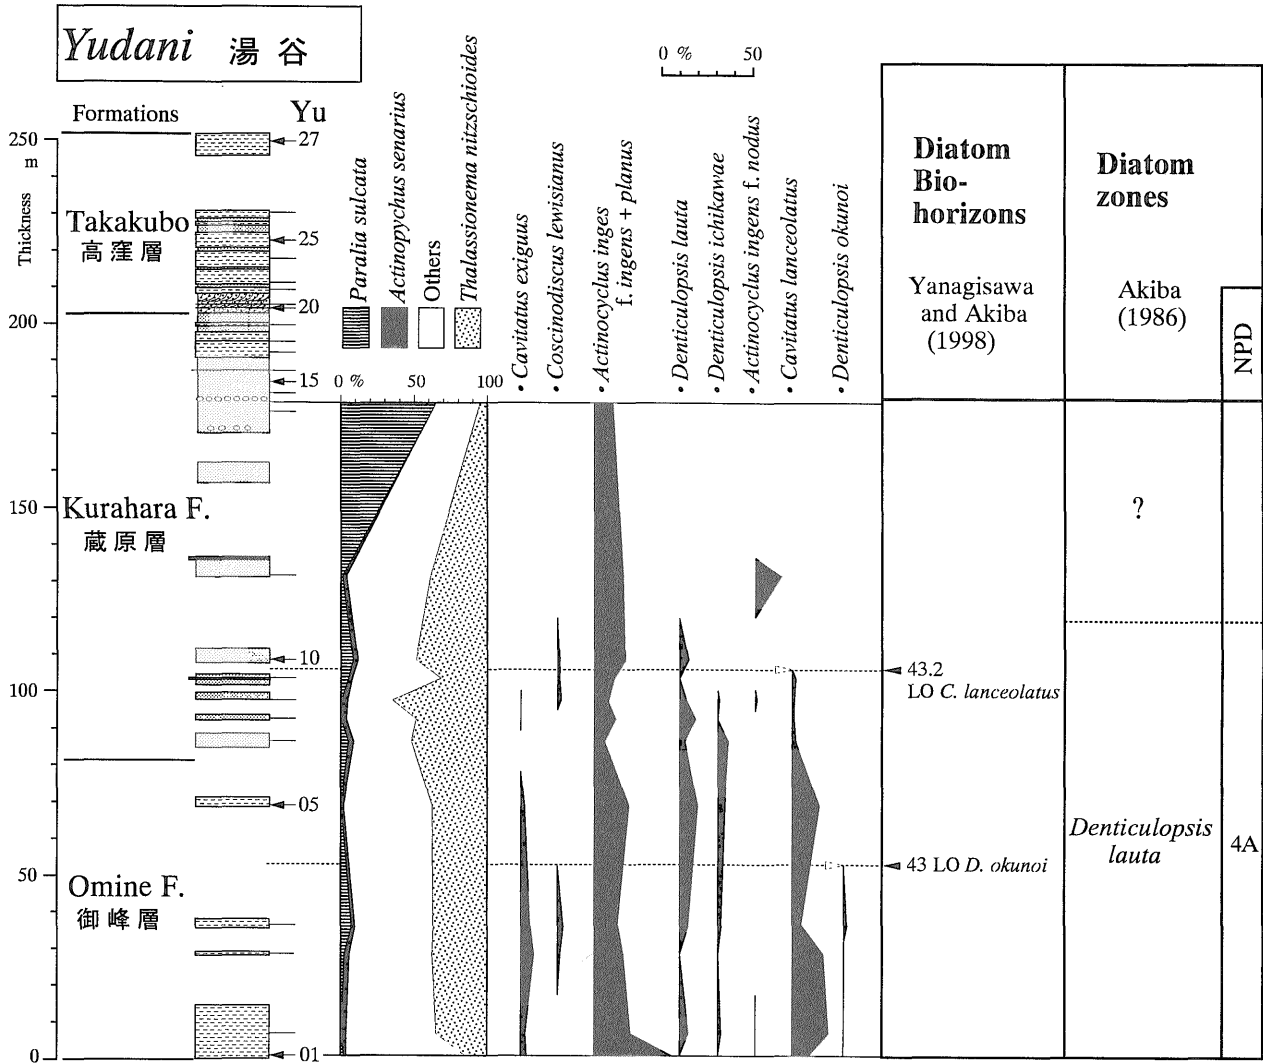 Yudani 湯谷
Formations
Yu
250
m
200
150
100
50
0
Thickness
Takakubo
高窪層
Kurahara F.
蔵原層
Omine F.
御峰層
27
25
20
15
10
05
01
Paralia sulcata
Actinopychus senarius
Others
Thalassionema nitzschioides
0 % 50 100
0 % 50
• Cavitatus exiguus
• Coscinodiscus lewisianus
• Actinocyclus inges
f. ingens + planus
• Denticulopsis lauta
• Denticulopsis ichikawae
• Actinocyclus ingens f. nodus
• Cavitatus lanceolatus
• Denticulopsis okunoi
Diatom
Bio-
horizons
Yanagisawa
and Akiba
(1998)
43.2
LO C. lanceolatus
43 LO D. okunoi
Diatom
zones
Akiba
(1986)
NPD
?
Denticulopsis
lauta
4A